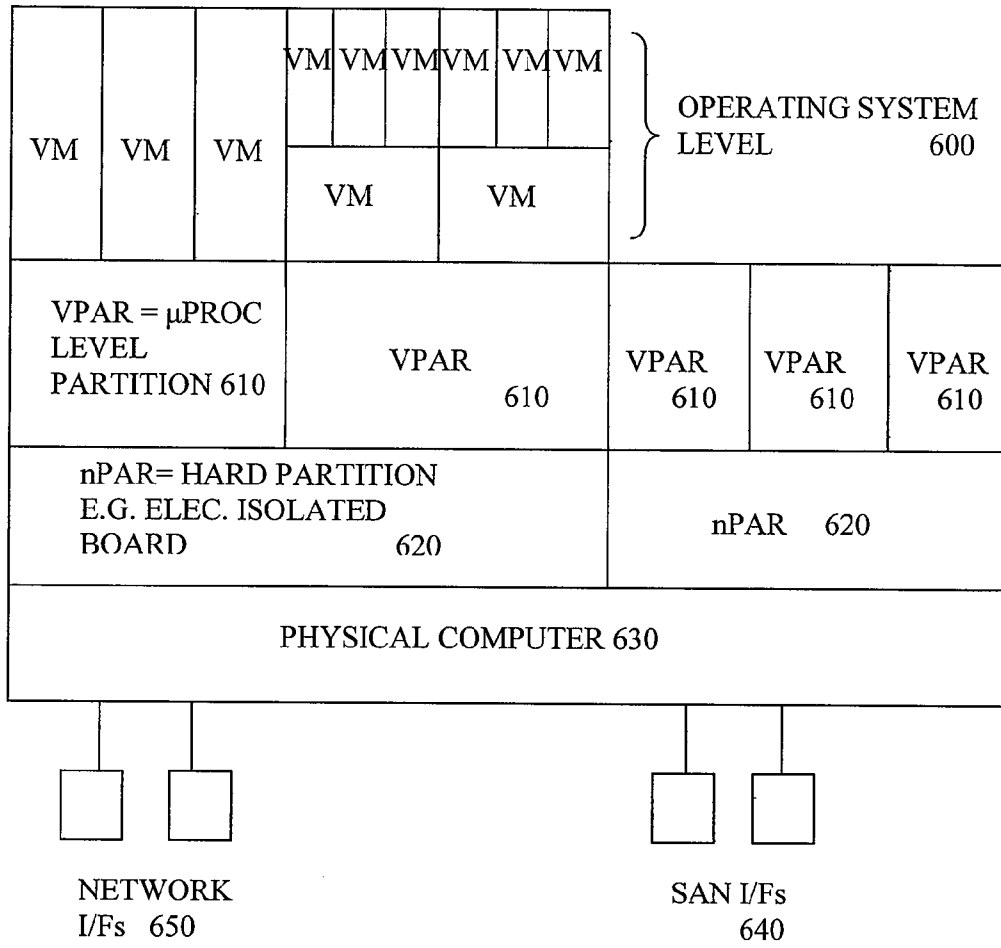 VM VM VM VM VM VM
VM VM VM
OPERATING SYSTEM
LEVEL 600
VM VM
VPAR = μPROC
LEVEL
PARTITION 610
VPAR
610
VPAR
610
VPAR
610
VPAR
610
nPAR= HARD PARTITION
E.G. ELEC. ISOLATED
BOARD 620
nPAR 620
PHYSICAL COMPUTER 630
NETWORK
I/Fs 650
SAN I/Fs
640